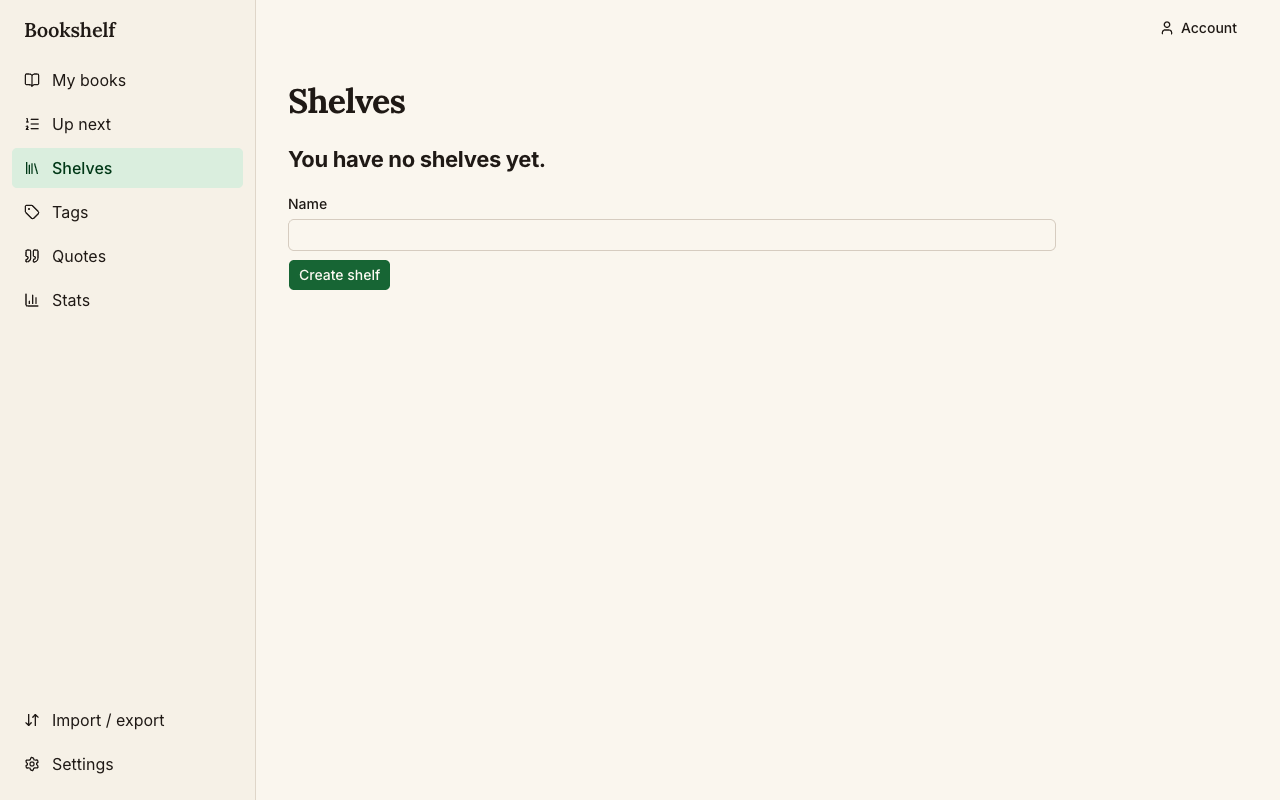 Bookshelf
My books
Up next
Shelves
Tags
Quotes
Stats
Import / export
Settings
Account
Shelves
You have no shelves yet.
Name
Create shelf